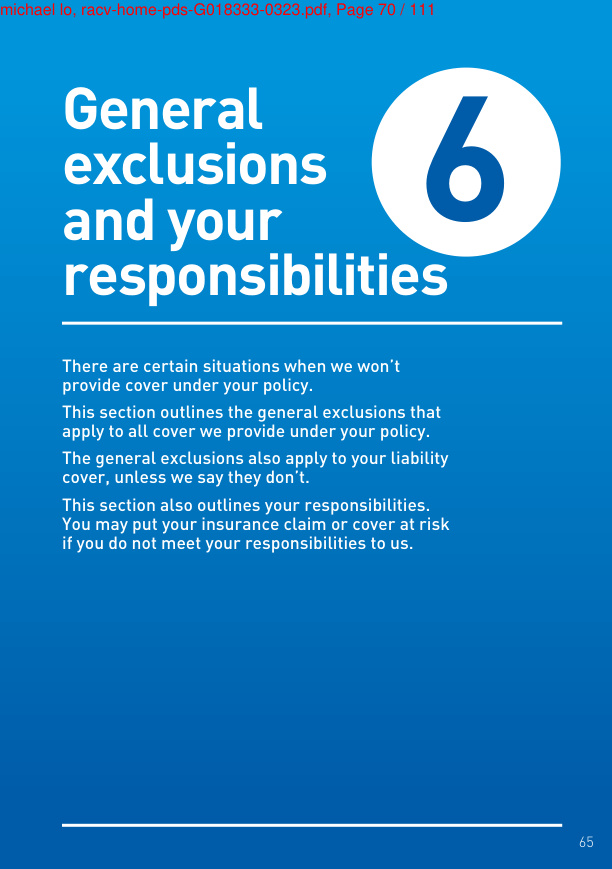 michael lo, racv-home-pds-G018333-0323.pdf, Page 70 / 111
General
exclusions
and your
responsibilities
6
There are certain situations when we won't
provide cover under your policy.
This section outlines the general exclusions that
apply to all cover we provide under your policy.
The general exclusions also apply to your liability
cover, unless we say they don't.
This section also outlines your responsibilities.
You may put your insurance claim or cover at risk
if you do not meet your responsibilities to us.
65